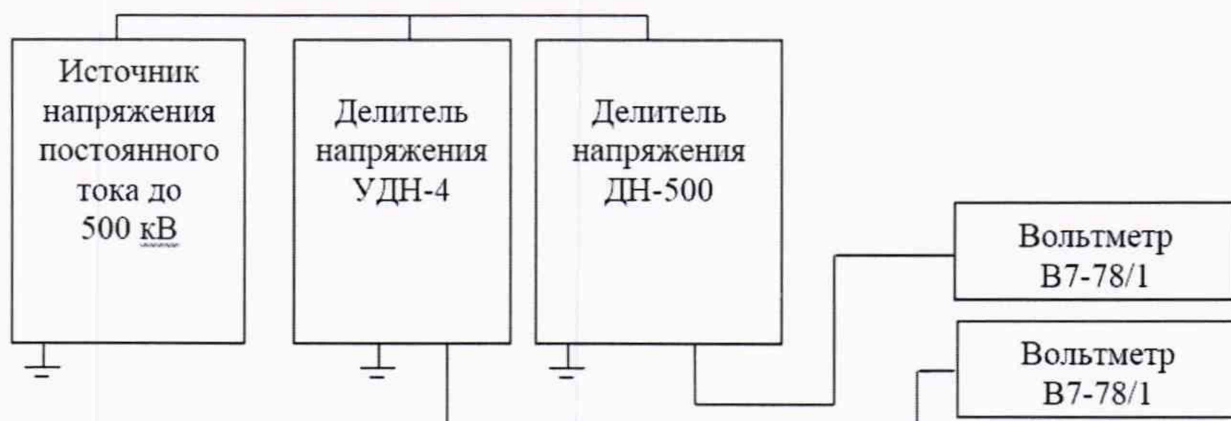 Источник
напряжения
постоянного
тока до
500 кВ
Делитель
напряжения
УДН-4
Делитель
напряжения
ДН-500
Вольтметр
В7-78/1
Вольтметр
В7-78/1